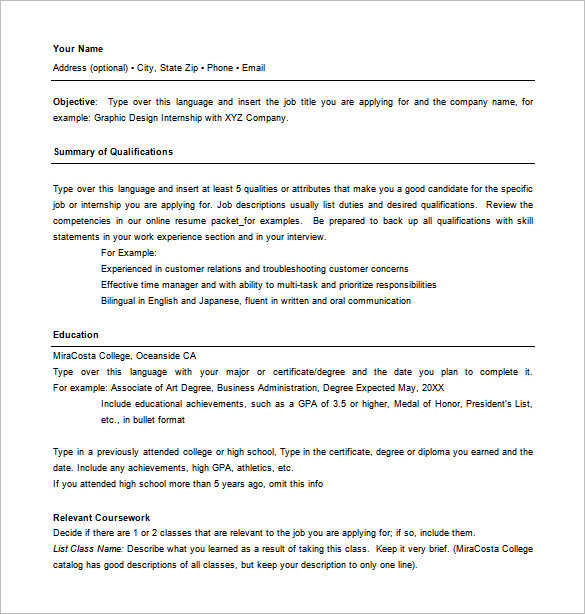 Your Name
Address (optional) ▪ City, State Zip ▪ Phone ▪ Email
Objective:  Type over this language and insert the job title you are applying for and the company name, for
example: Graphic Design Internship with XYZ Company.
Summary of Qualifications
Type over this language and insert at least 5 qualities or attributes that make you a good candidate for the specific
job or internship you are applying for. Job descriptions usually list duties and desired qualifications.  Review the
competencies in our online resume packet_for examples.  Be prepared to back up all qualifications with skill
statements in your work experience section and in your interview.
For Example:
Experienced in customer relations and troubleshooting customer concerns
Effective time manager and with ability to multi-task and prioritize responsibilities
Bilingual in English and Japanese, fluent in written and oral communication
Education
MiraCosta College, Oceanside CA
Type over this language with your major or certificate/degree and the date you plan to complete it.
For example: Associate of Art Degree, Business Administration, Degree Expected May, 20XX
Include educational achievements, such as a GPA of 3.5 or higher, Medal of Honor, President's List,
etc., in bullet format
Type in a previously attended college or high school, Type in the certificate, degree or diploma you earned and the
date. Include any achievements, high GPA, athletics, etc.
If you attended high school more than 5 years ago, omit this info
Relevant Coursework
Decide if there are 1 or 2 classes that are relevant to the job you are applying for; if so, include them.
List Class Name: Describe what you learned as a result of taking this class.  Keep it very brief. (MiraCosta College
catalog has good descriptions of all classes, but keep your description to only one line).